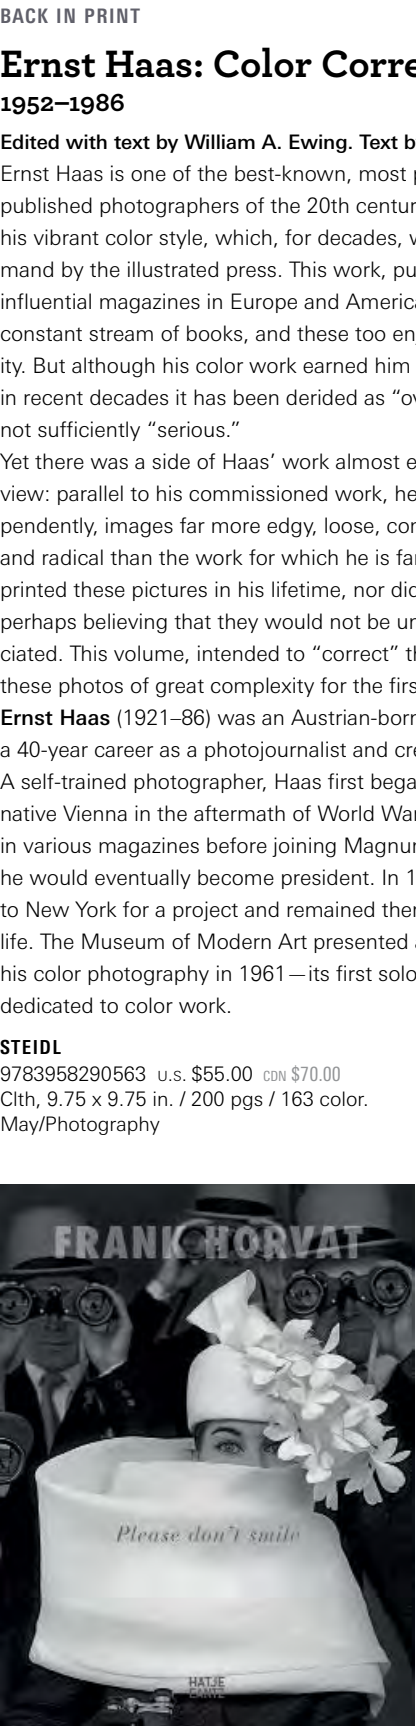 BACK IN PRINT
Ernst Haas: Color Corre
1952–1986
Edited with text by William A. Ewing. Text b
Ernst Haas is one of the best-known, most p
published photographers of the 20th centur
his vibrant color style, which, for decades, w
mand by the illustrated press. This work, pu
influential magazines in Europe and America
constant stream of books, and these too en
ity. But although his color work earned him
in recent decades it has been derided as “ov
not sufficiently “serious.”
Yet there was a side of Haas’ work almost e
view: parallel to his commissioned work, he
pendently, images far more edgy, loose, com
and radical than the work for which he is fa
printed these pictures in his lifetime, nor did
perhaps believing that they would not be un
ciated. This volume, intended to “correct” th
these photos of great complexity for the firs
Ernst Haas (1921–86) was an Austrian-born
a 40-year career as a photojournalist and cre
A self-trained photographer, Haas first bega
native Vienna in the aftermath of World War
in various magazines before joining Magnum
he would eventually become president. In 1
to New York for a project and remained ther
life. The Museum of Modern Art presented a
his color photography in 1961—its first solo
dedicated to color work.
STEIDL
9783958290563 U.S. $55.00 CDN $70.00
Clth, 9.75 x 9.75 in. / 200 pgs / 163 color.
May/Photography
FRANK HORVAT
Please don't smile
HATJE
CANTZ